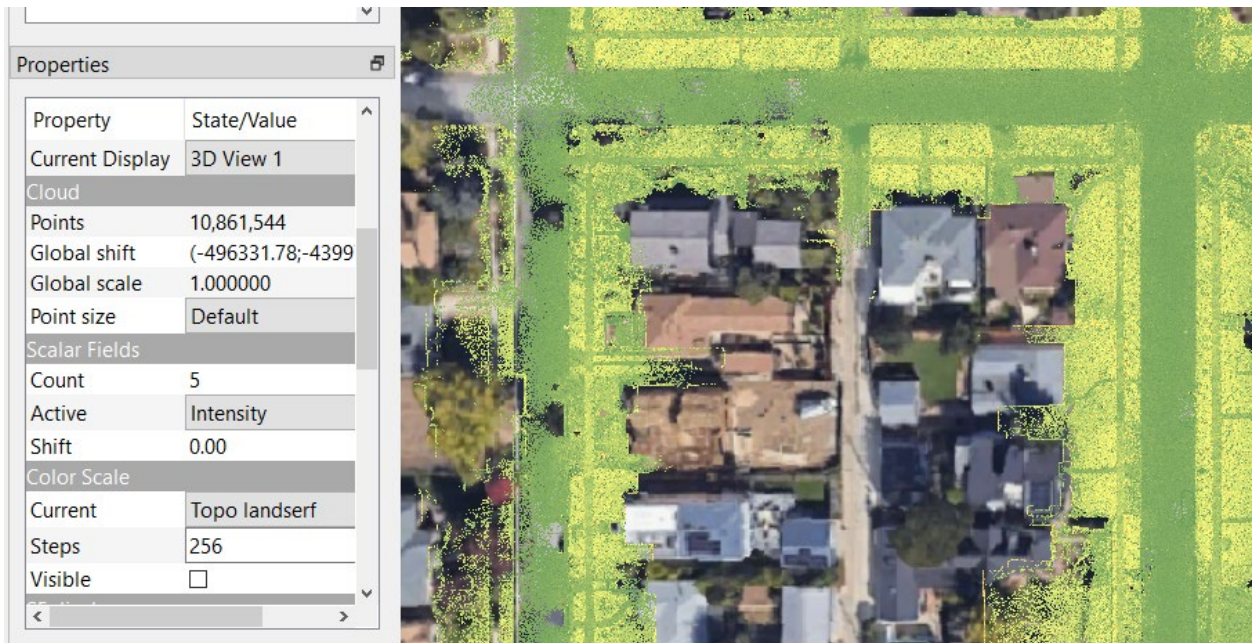 Properties
Property State/Value
Current Display 3D View 1
Cloud
Points 10,861,544
Global shift (-496331.78;-4399
Global scale 1.000000
Point size Default
Scalar Fields
Count 5
Active Intensity
Shift 0.00
Color Scale
Current Topo landserf
Steps 256
Visible